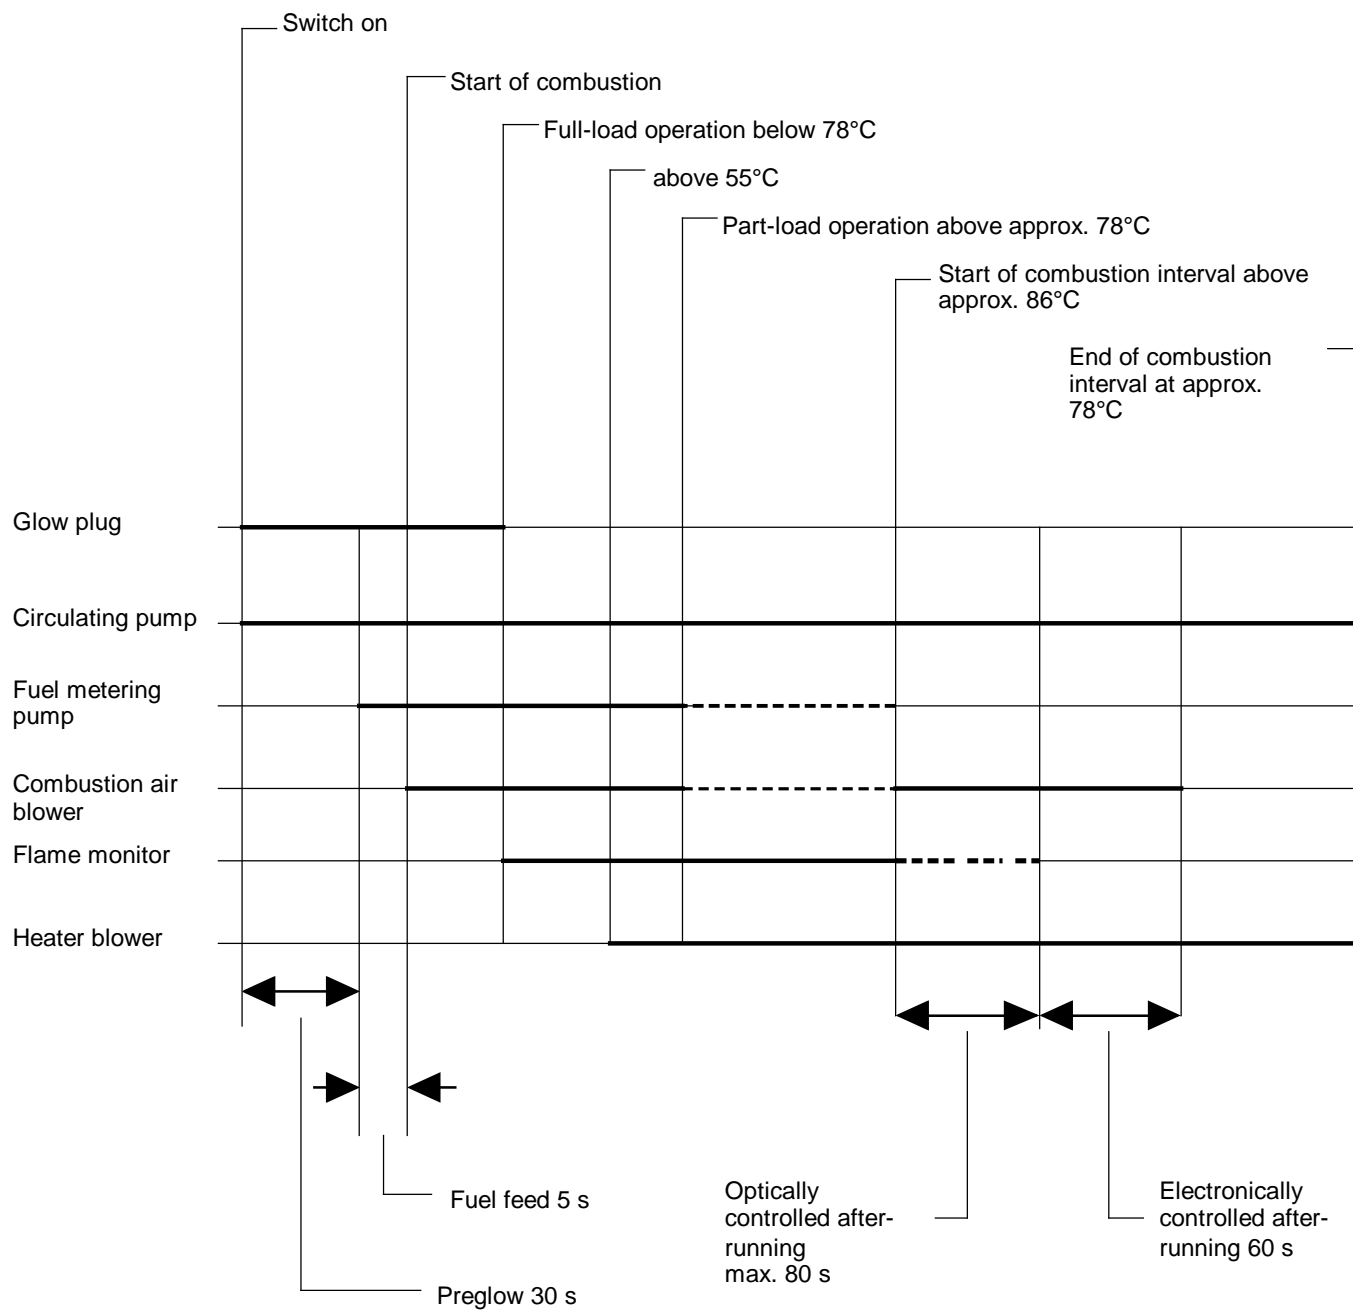 Switch on
Start of combustion
Full-load operation below 78°C
above 55°C
Part-load operation above approx. 78°C
Start of combustion interval above
approx. 86°C
End of combustion
interval at approx.
78°C
Glow plug
Circulating pump
Fuel metering
pump
Combustion air
blower
Flame monitor
Heater blower
Fuel feed 5 s
Preglow 30 s
Optically
controlled after-
running
max. 80 s
Electronically
controlled after-
running 60 s